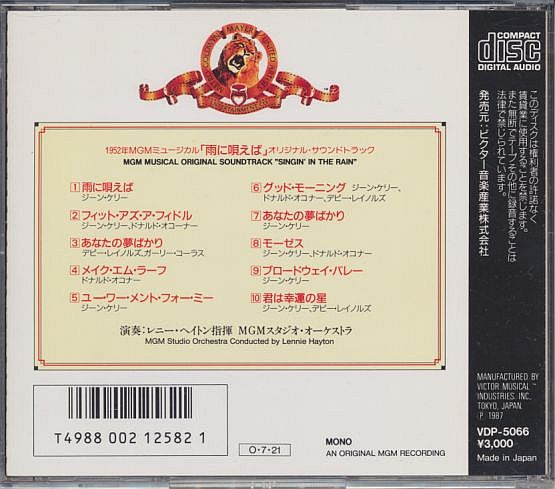 METRO GOLDWYN MAYER UNITED ENTERTAINMENT
COMPACT
disc
DIGITAL AUDIO
1952年MGMミュージカル「雨に唄えば」オリジナル・サウンドトラック
MGM MUSICAL ORIGINAL SOUNDTRACK "SINGIN' IN THE RAIN"
1 雨に唄えば
ジーン・ケリー
2 フィット・アズ・ア・フィドル
ジーン・ケリー、ドナルド・オコナー
3 あなたの夢ばかり
デビー・レイノルズ、ガーリー・コーラス
4 メイク・エム・ラーフ
ドナルド・オコナー
5 ユー・ワー・メント・フォー・ミー
ジーン・ケリー
6 グッド・モーニング ジーン・ケリー、
ドナルド・オコナー、デビー・レイノルズ
7 あなたの夢ばかり
ジーン・ケリー
8 モーゼス
ジーン・ケリー、ドナルド・オコナー
9 ブロードウェイ・バレー
ジーン・ケリー
10 君は幸運の星
ジーン・ケリー、デビー・レイノルズ
演奏:レニー・ヘイトン指揮 MGMスタジオ・オーケストラ
MGM Studio Orchestra Conducted by Lennie Hayton
T4988 002 12582 1
O・7・21
MONO
AN ORIGINAL MGM RECORDING
このディスクは権利者の許諾なく
賃貸業に使用することを禁じます。
また無断でテープその他に録音することは
法律で禁じられています。
発売元:ビクター音楽産業株式会社
MANUFACTURED BY
VICTOR MUSICAL
INDUSTRIES. INC.
TOKYO, JAPAN.
P 1987
VDP-5066
¥3,000
Made in Japan